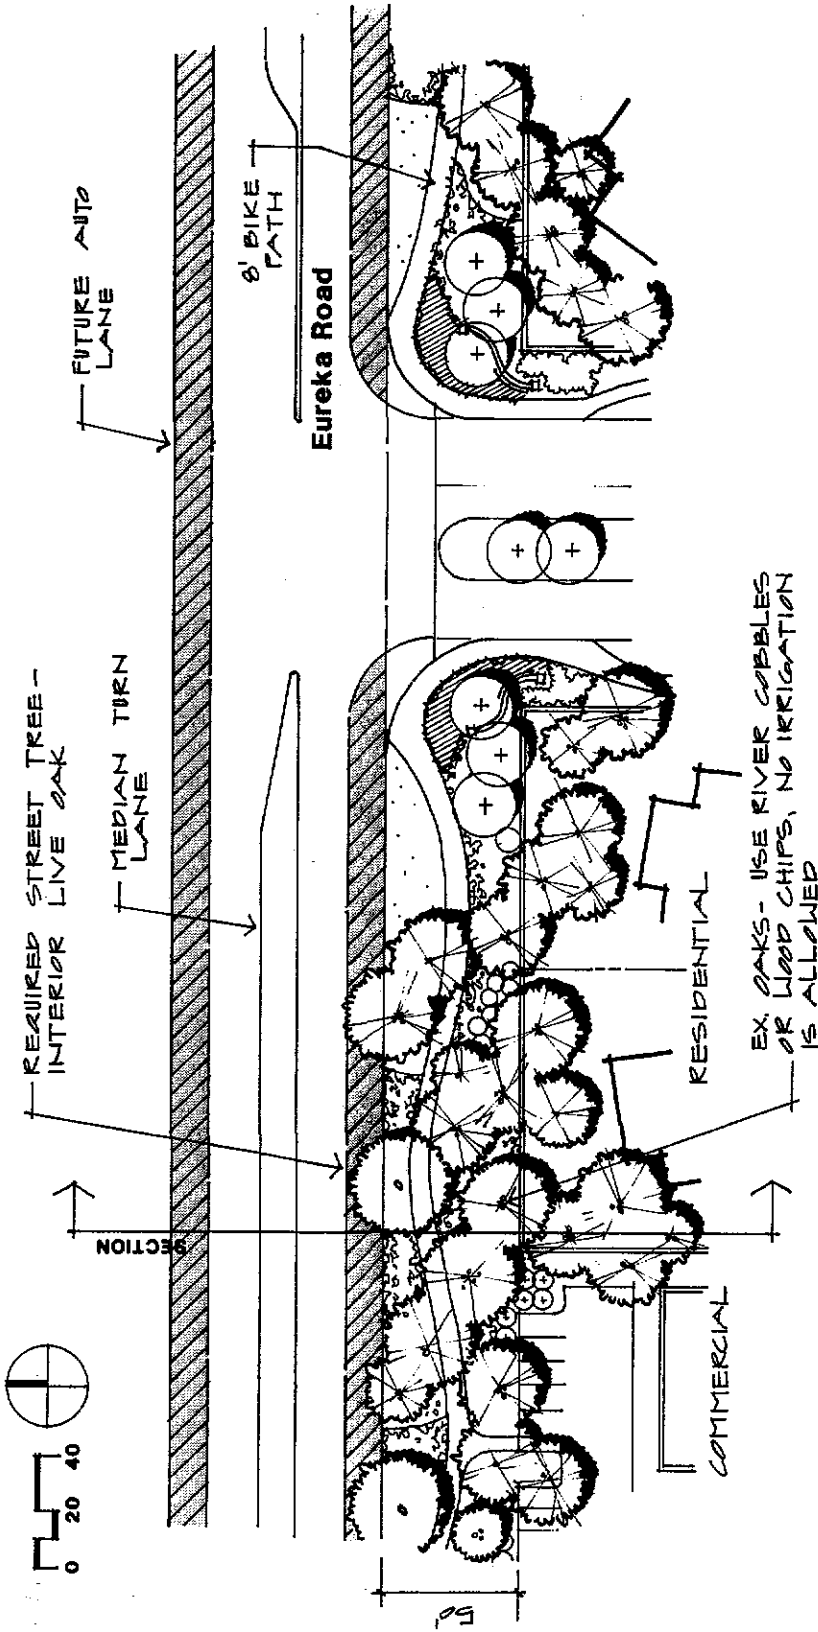 0 20 40
REQUIRED STREET TREE-
INTERIOR LIVE OAK
MEDIAN TURN
LANE
FUTURE AUTO
LANE
8' BIKE
PATH
Eureka Road
SECTION
50'
COMMERCIAL
RESIDENTIAL
EX. OAKS- USE RIVER COBBLES
OR WOOD CHIPS, NO IRRIGATION
IS ALLOWED